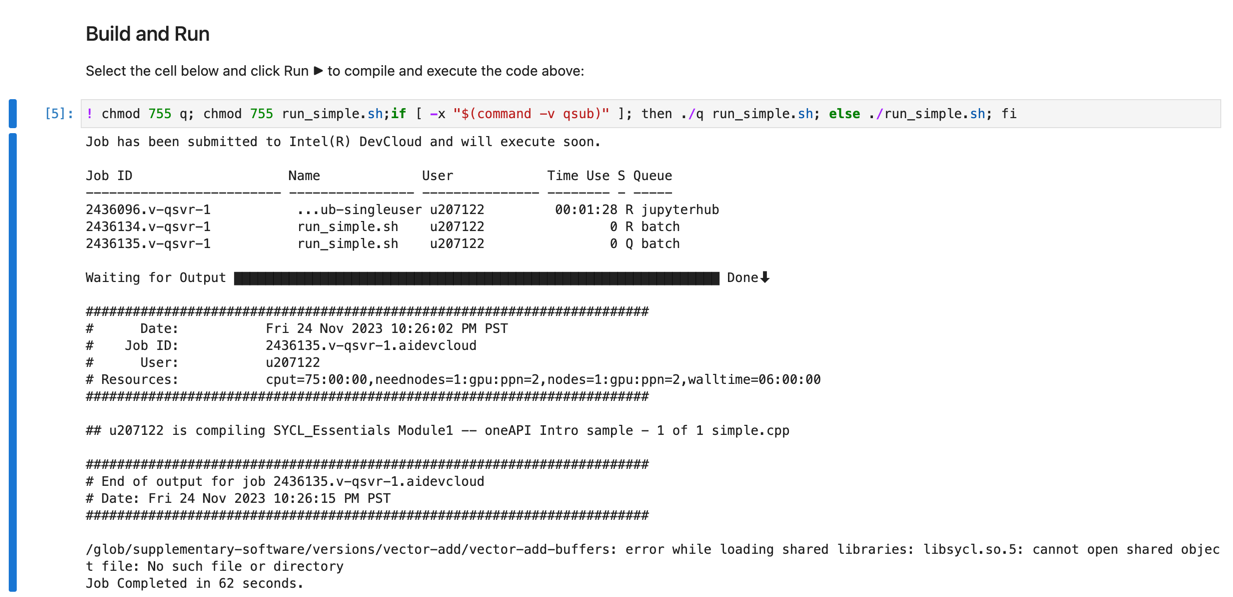 Build and Run
Select the cell below and click Run ▶ to compile and execute the code above:
[5]: ! chmod 755 q; chmod 755 run_simple.sh;if [ -x "$(command -v qsub)" ]; then ./q run_simple.sh; else ./run_simple.sh; fi
Job has been submitted to Intel(R) DevCloud and will execute soon.
Job ID                    Name             User            Time Use S Queue
------------------------- ---------------- --------------- -------- - -----
2436096.v-qsvr-1           ...ub-singleuser u207122         00:01:28 R jupyterhub
2436134.v-qsvr-1           run_simple.sh    u207122                0 R batch
2436135.v-qsvr-1           run_simple.sh    u207122                0 Q batch
Waiting for Output ██████████████████████████████████████████████████████████████ Done⬇
########################################################################
#      Date:           Fri 24 Nov 2023 10:26:02 PM PST
#    Job ID:           2436135.v-qsvr-1.aidevcloud
#      User:           u207122
# Resources:           cput=75:00:00,neednodes=1:gpu:ppn=2,nodes=1:gpu:ppn=2,walltime=06:00:00
########################################################################
## u207122 is compiling SYCL_Essentials Module1 -- oneAPI Intro sample - 1 of 1 simple.cpp
########################################################################
# End of output for job 2436135.v-qsvr-1.aidevcloud
# Date: Fri 24 Nov 2023 10:26:15 PM PST
########################################################################
/glob/supplementary-software/versions/vector-add/vector-add-buffers: error while loading shared libraries: libsycl.so.5: cannot open shared objec
t file: No such file or directory
Job Completed in 62 seconds.